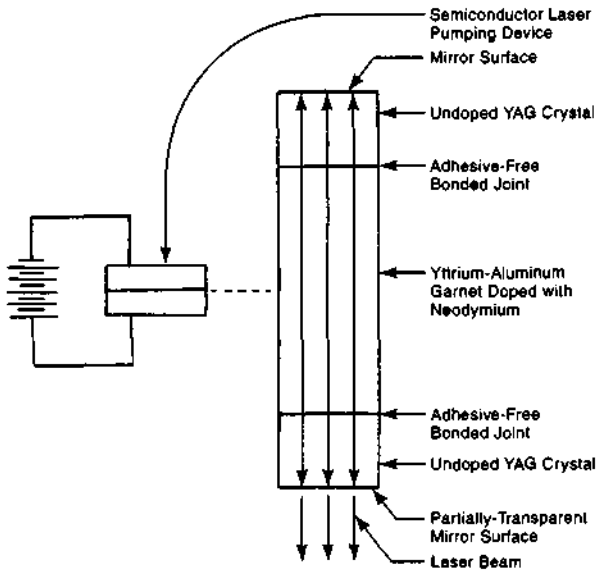 Semiconductor Laser
Pumping Device
Mirror Surface
Undoped YAG Crystal
Adhesive-Free
Bonded Joint
Yttrium-Aluminum
Garnet Doped with
Neodymium
Adhesive-Free
Bonded Joint
Undoped YAG Crystal
Partially-Transparent
Mirror Surface
Laser Beam